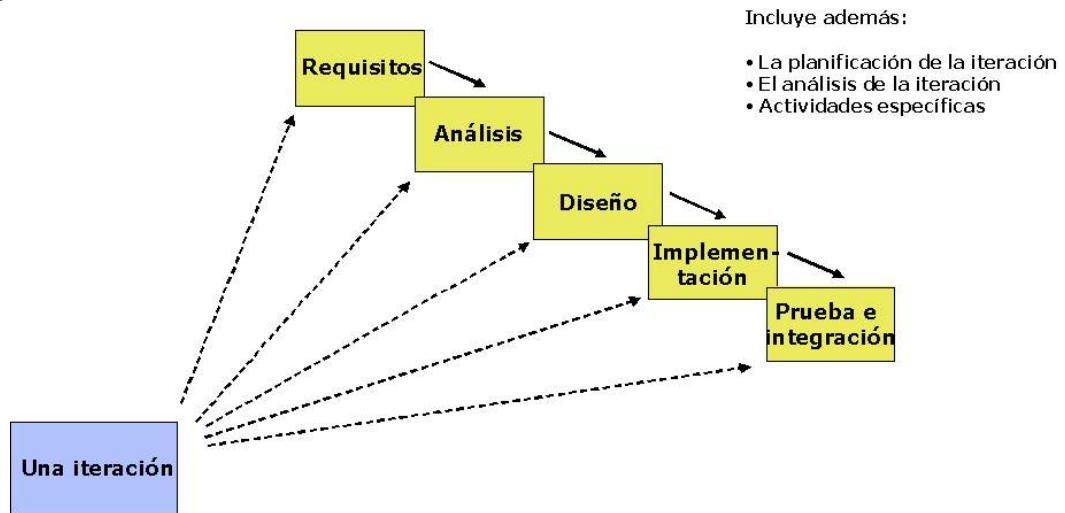 Incluye además:
• La planificación de la iteración
• El análisis de la iteración
• Actividades específicas
Requisitos
Análisis
Diseño
Implemen-
tación
Prueba e
integración
Una iteración